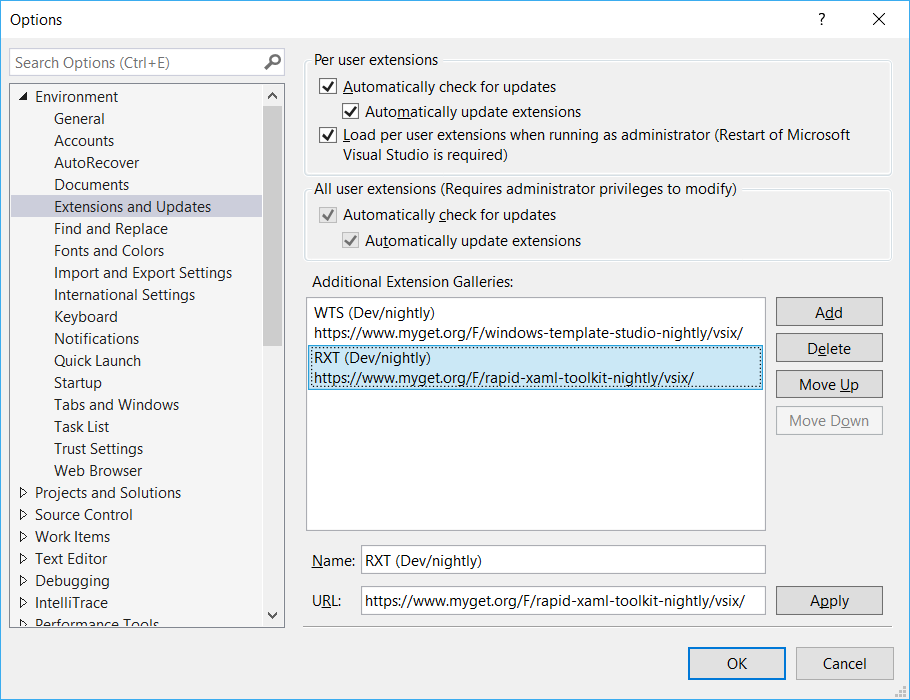 Options
?
Search Options (Ctrl+E)
Environment
General
Accounts
AutoRecover
Documents
Extensions and Updates
Find and Replace
Fonts and Colors
Import and Export Settings
International Settings
Keyboard
Notifications
Quick Launch
Startup
Tabs and Windows
Task List
Trust Settings
Web Browser
Projects and Solutions
Source Control
Work Items
Text Editor
Debugging
IntelliTrace
Performance Tools
Per user extensions
Automatically check for updates
Automatically update extensions
Load per user extensions when running as administrator (Restart of Microsoft
Visual Studio is required)
All user extensions (Requires administrator privileges to modify)
Automatically check for updates
Automatically update extensions
Additional Extension Galleries:
WTS (Dev/nightly)
https://www.myget.org/F/windows-template-studio-nightly/vsix/
RXT (Dev/nightly)
https://www.myget.org/F/rapid-xaml-toolkit-nightly/vsix/
Add
Delete
Move Up
Move Down
Name: RXT (Dev/nightly)
URL: https://www.myget.org/F/rapid-xaml-toolkit-nightly/vsix/ Apply
OK Cancel